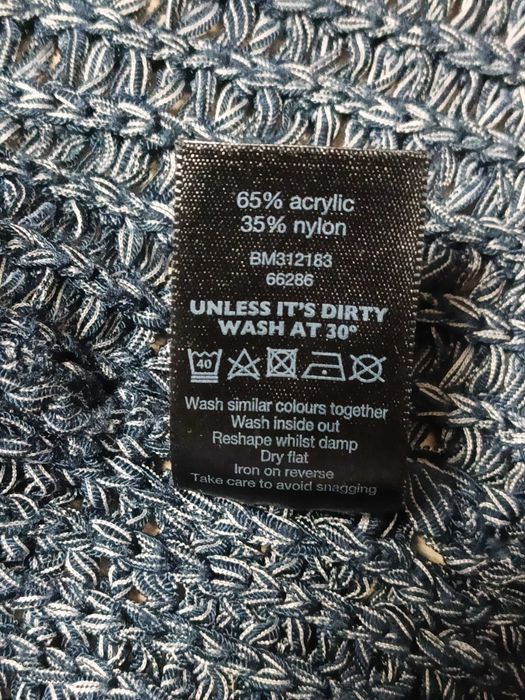 65% acrylic
35% nylon
BM312183
66286
UNLESS IT'S DIRTY
WASH AT 30º
40
Wash similar colours together
Wash inside out
Reshape whilst damp
Dry flat
Iron on reverse
Take care to avoid snagging